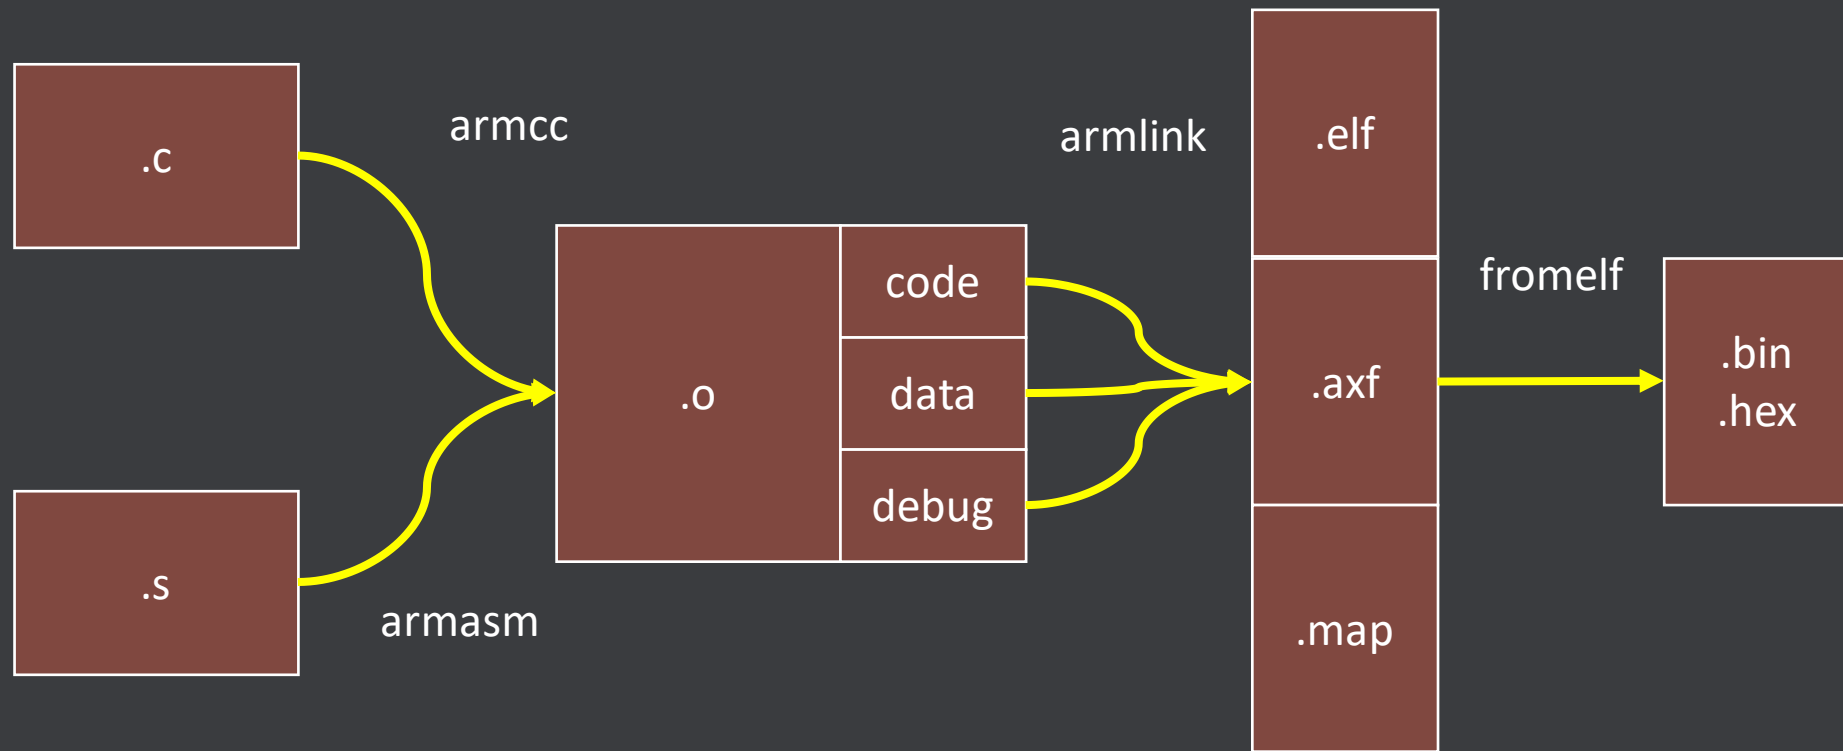 .c
armcc
.s
armasm
.o
code
data
debug
armlink
.elf
.axf
.map
fromelf
.bin
.hex